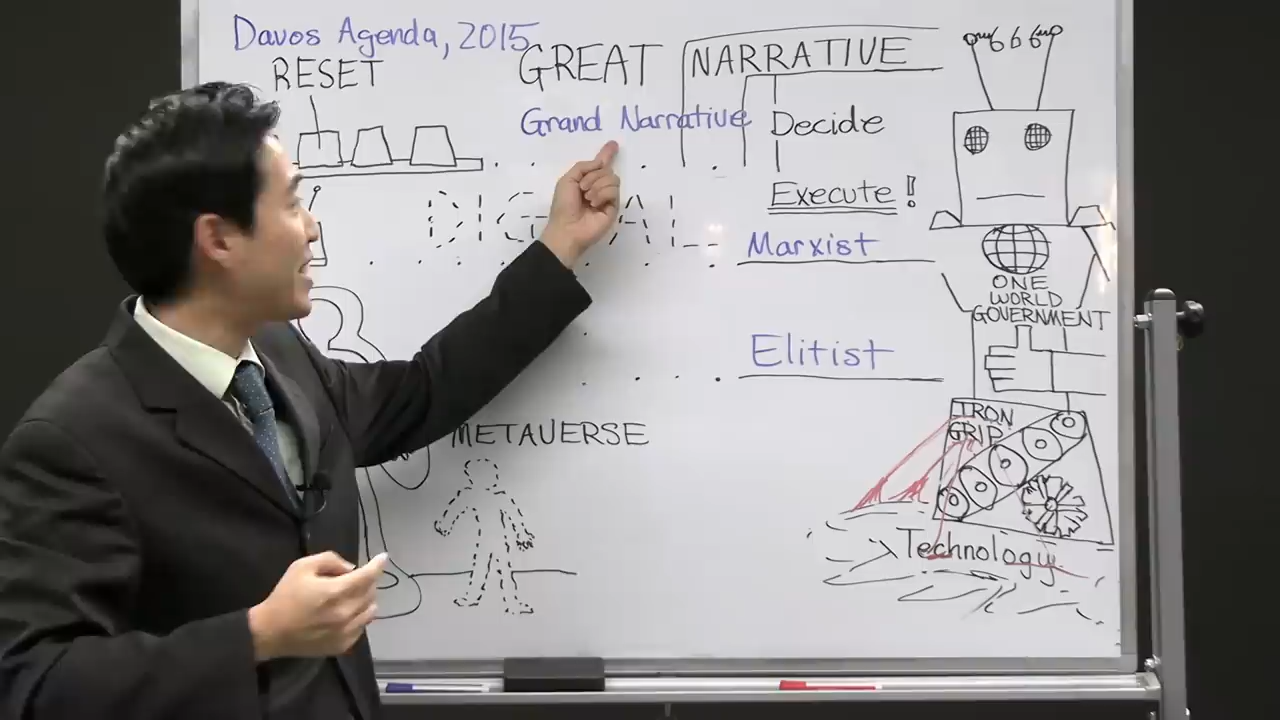 Davos Agenda, 2015
RESET
GREAT NARRATIVE
666
Grand Narrative
Decide
Execute!
Marxist
ONE
WORLD
GOVERNMENT
Elitist
IRON
GRIP
METAVERSE
Technology